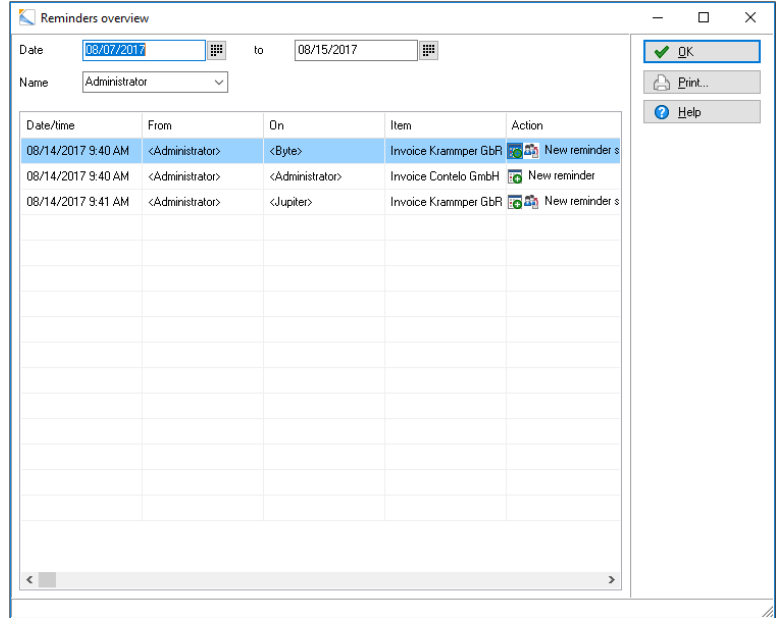 Reminders overview
Date 08/07/2017 to 08/15/2017 OK
Name Administrator Print...
Help
Date/time From On Item Action
08/14/2017 9:40 AM <Administrator> <Byte> Invoice Krammper GbR New reminder s
08/14/2017 9:40 AM <Administrator> <Administrator> Invoice Contelo GmbH New reminder
08/14/2017 9:41 AM <Administrator> <Jupiter> Invoice Krammper GbR New reminder s